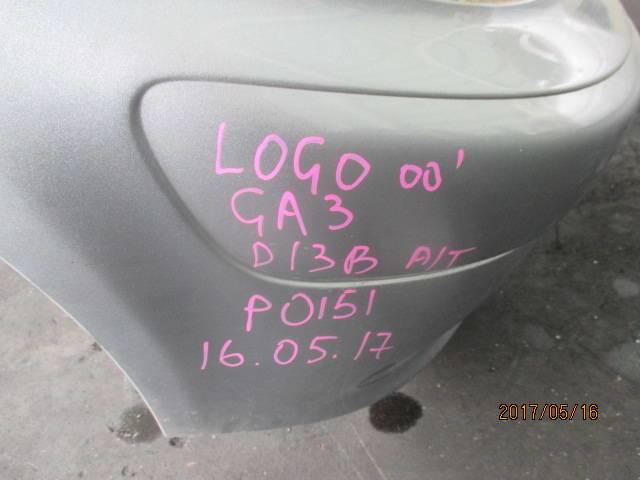 LOGO 00'
GA3
D13B A/T
P0151
16.05.17
2017/05/16